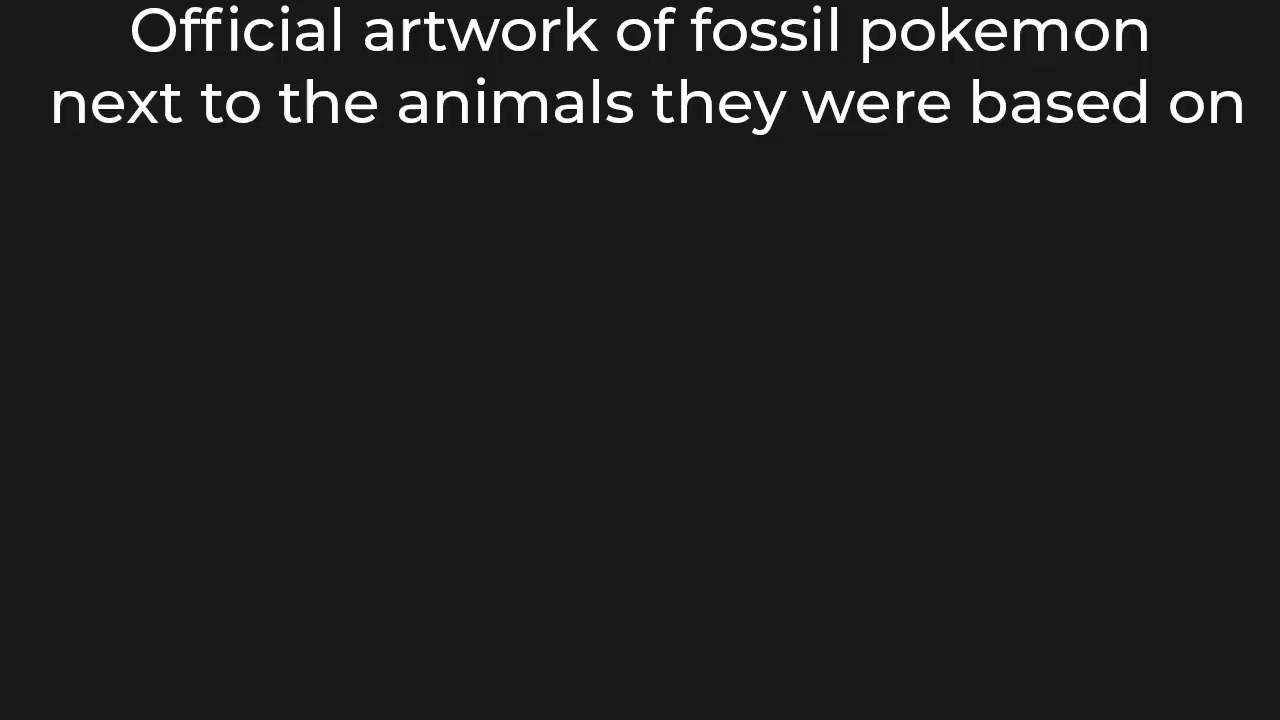 Official artwork of fossil pokemon
next to the animals they were based on